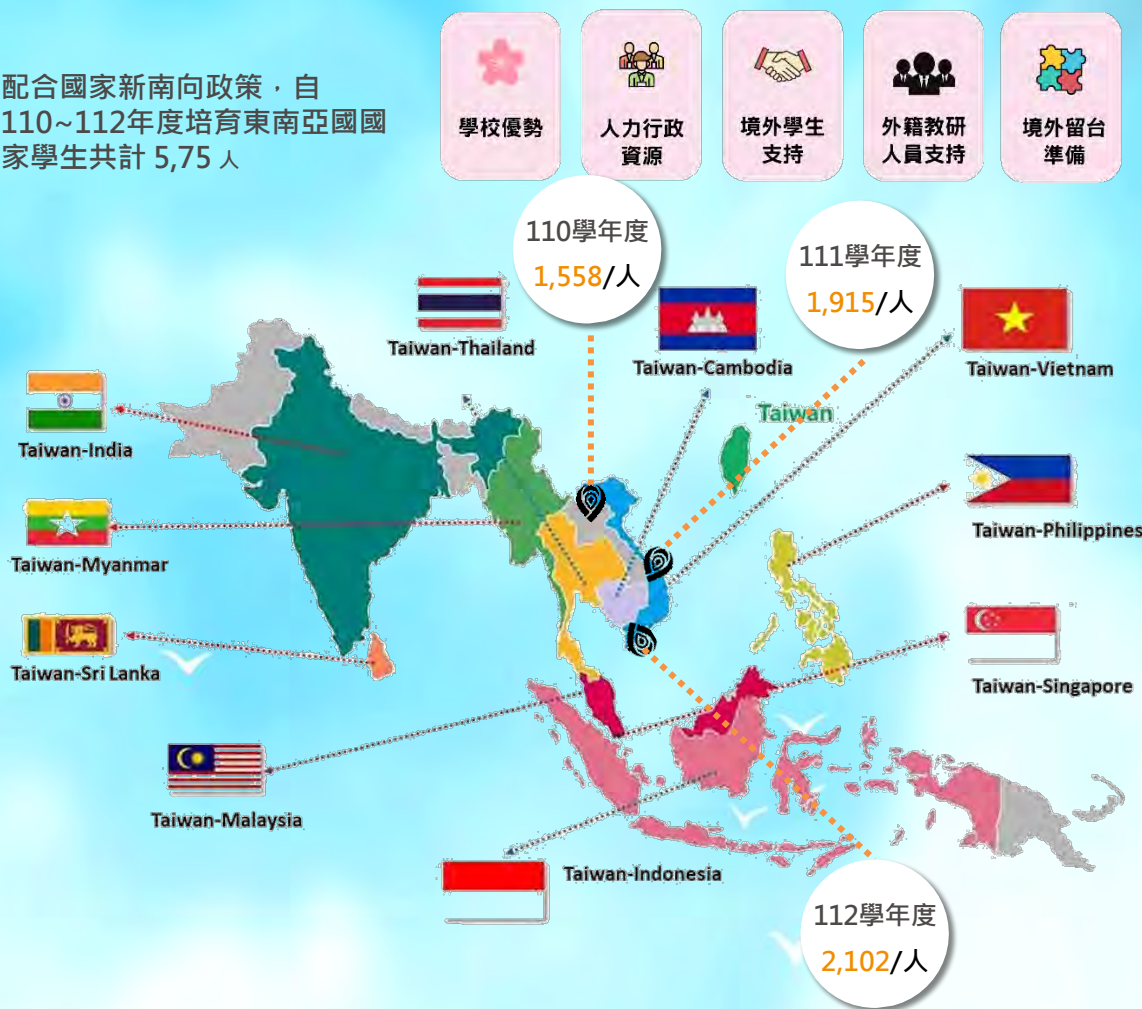 配合國家新南向政策，自
110~112年度培育東南亞國國
家學生共計 5,75 人
學校優勢
人力行政
資源
境外學生
支持
外籍教研
人員支持
境外留台
準備
110學年度
1,558/人
111學年度
1,915/人
Taiwan-Thailand
Taiwan-Cambodia
Taiwan-Vietnam
Taiwan
Taiwan-India
Taiwan-Philippines
Taiwan-Myanmar
Taiwan-Sri Lanka
Taiwan-Singapore
Taiwan-Malaysia
Taiwan-Indonesia
112學年度
2,102/人